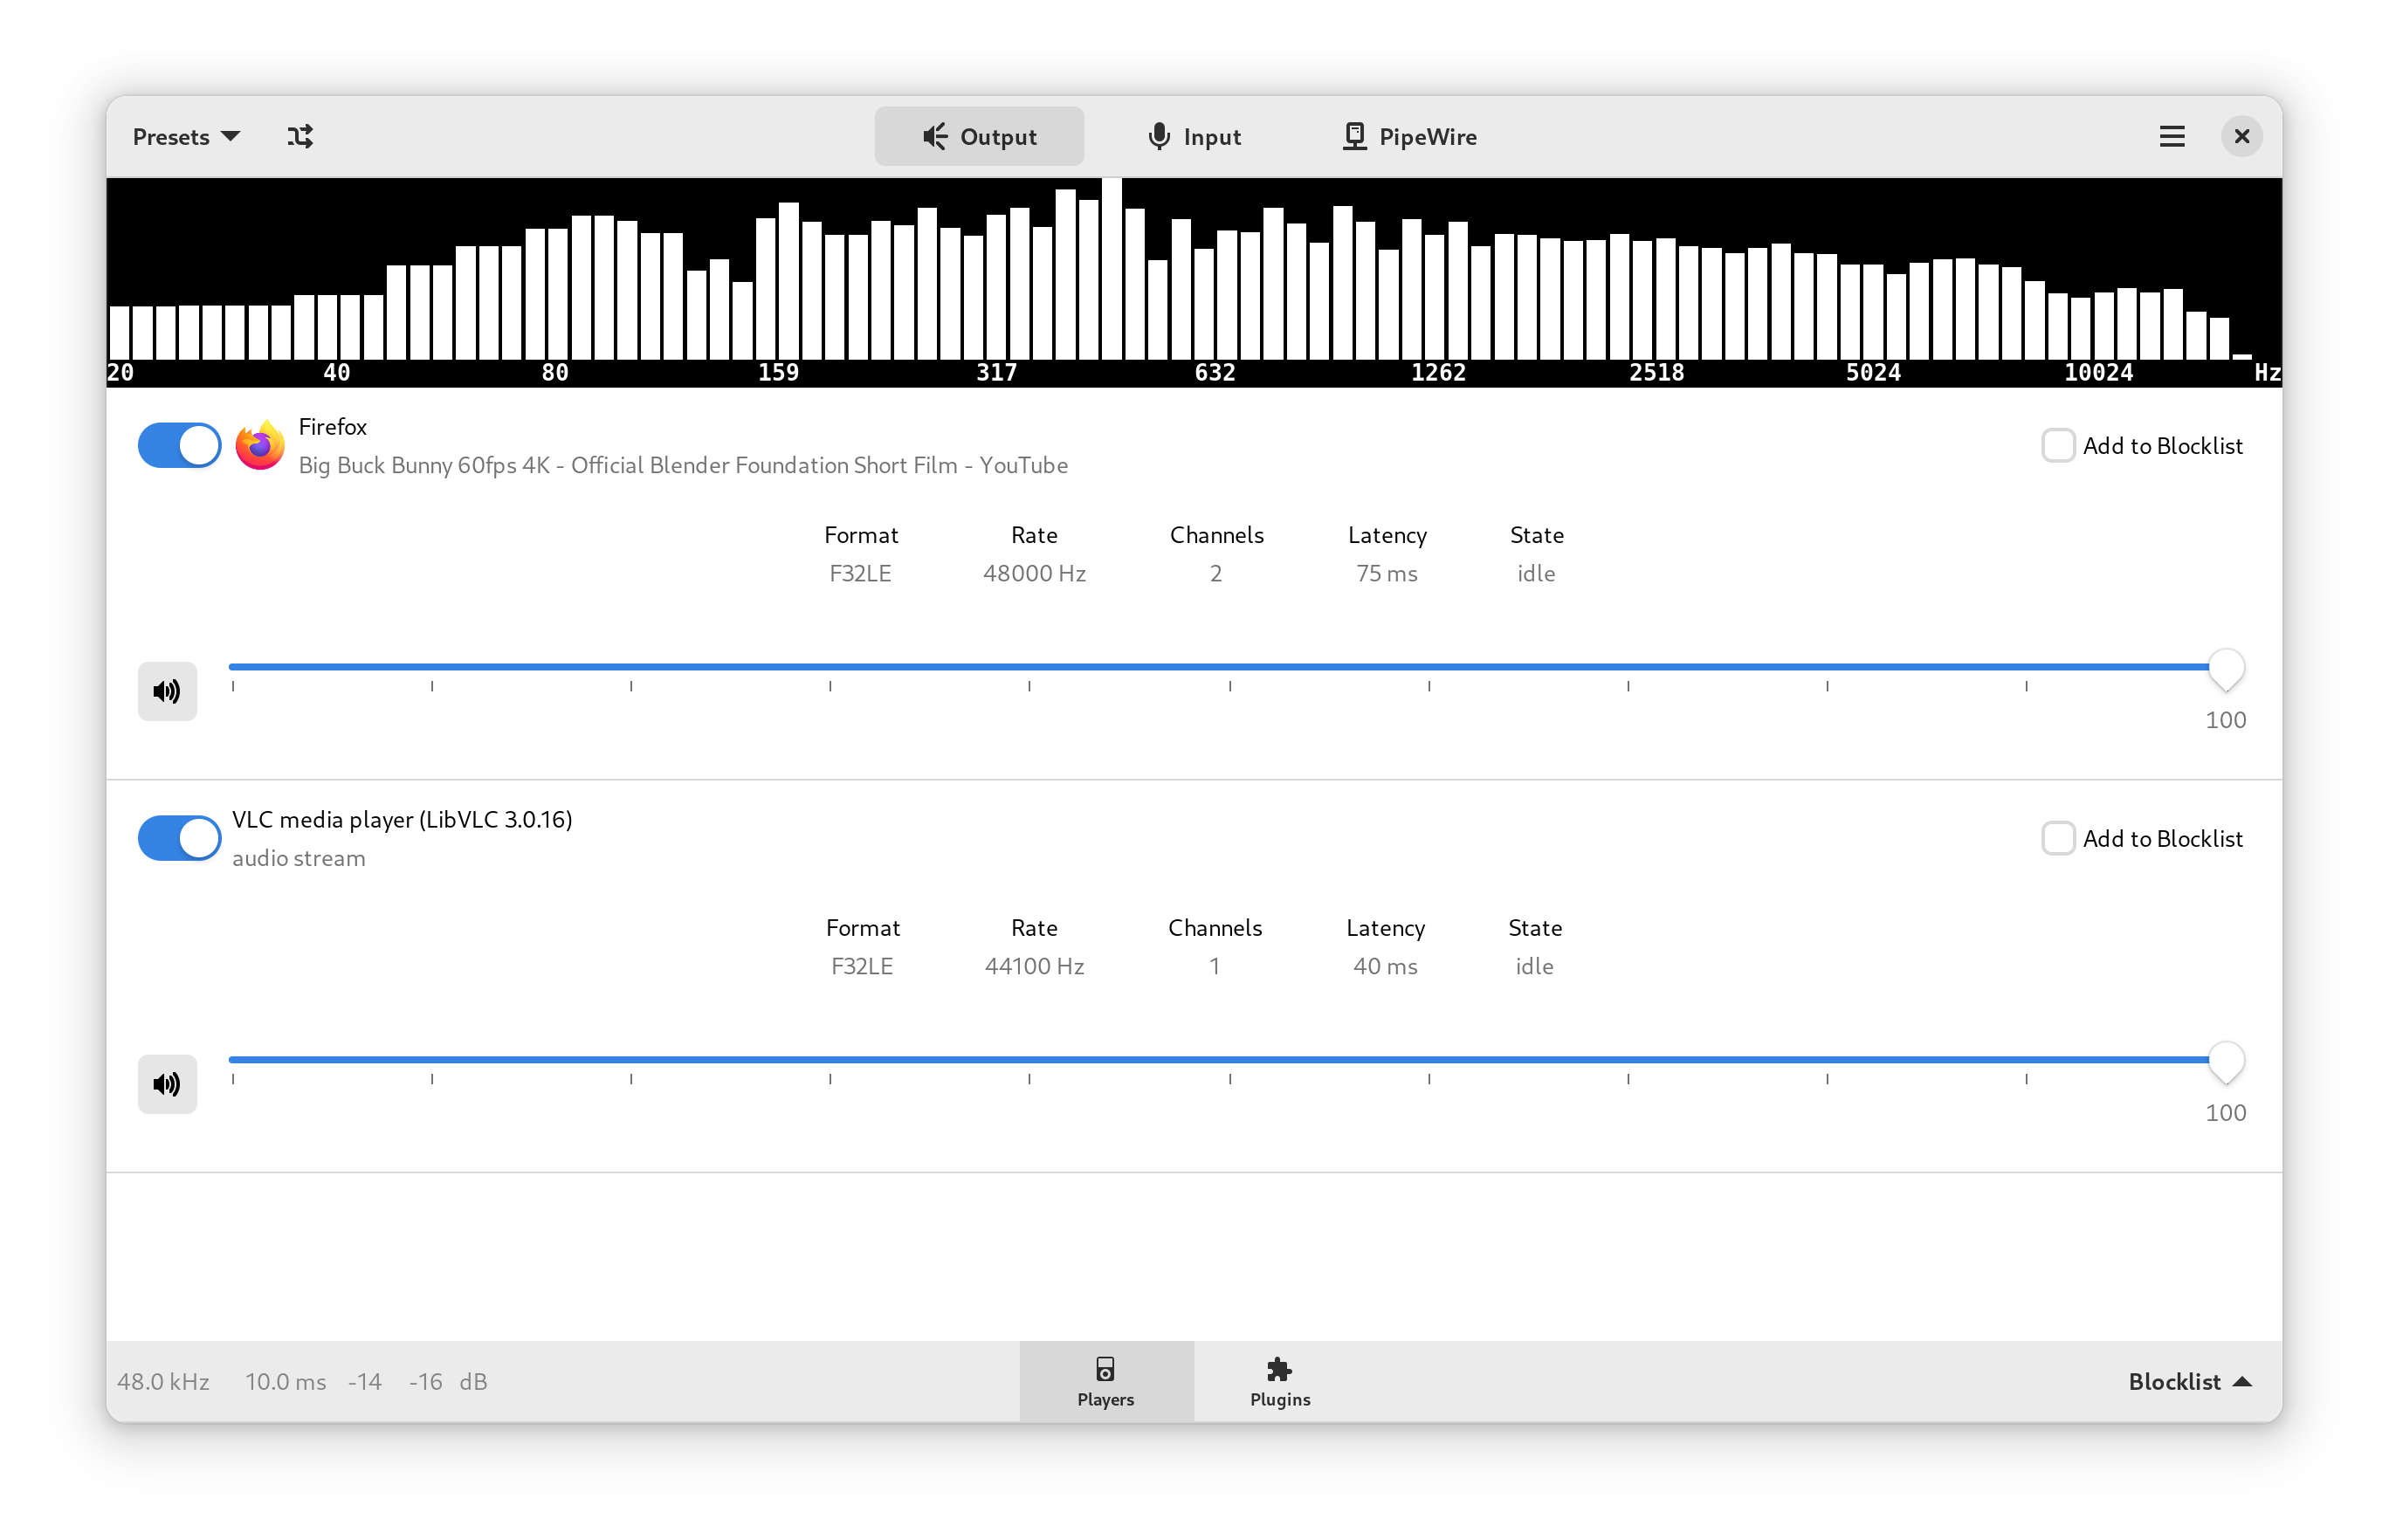 Presets
Output
Input
PipeWire
20 40 80 159 317 632 1262 2518 5024 10024 Hz
Firefox
Big Buck Bunny 60fps 4K - Official Blender Foundation Short Film - YouTube
Add to Blocklist
Format Rate Channels Latency State
F32LE 48000 Hz 2 75 ms idle
100
VLC media player (LibVLC 3.0.16)
audio stream
Add to Blocklist
Format Rate Channels Latency State
F32LE 44100 Hz 1 40 ms idle
100
48.0 kHz 10.0 ms -14 -16 dB
Players
Plugins
Blocklist